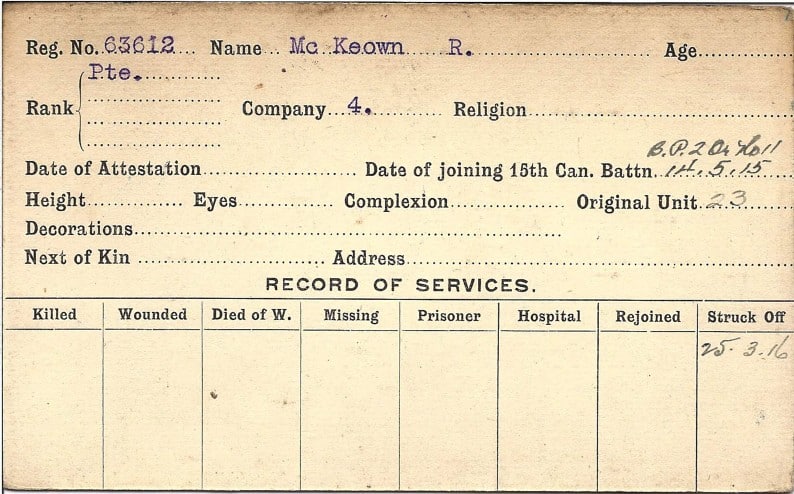 Reg. No. 63612 Name Mc Keown R. Age
Pte.
Rank Company 4. Religion
B.P.2 Or
Date of Attestation Date of joining 15th Can. Battn. 14.5.15
Height Eyes Complexion Original Unit 23
Decorations
Next of Kin Address
RECORD OF SERVICES.
Killed Wounded Died of W. Missing Prisoner Hospital Rejoined Struck Off
25.3.16